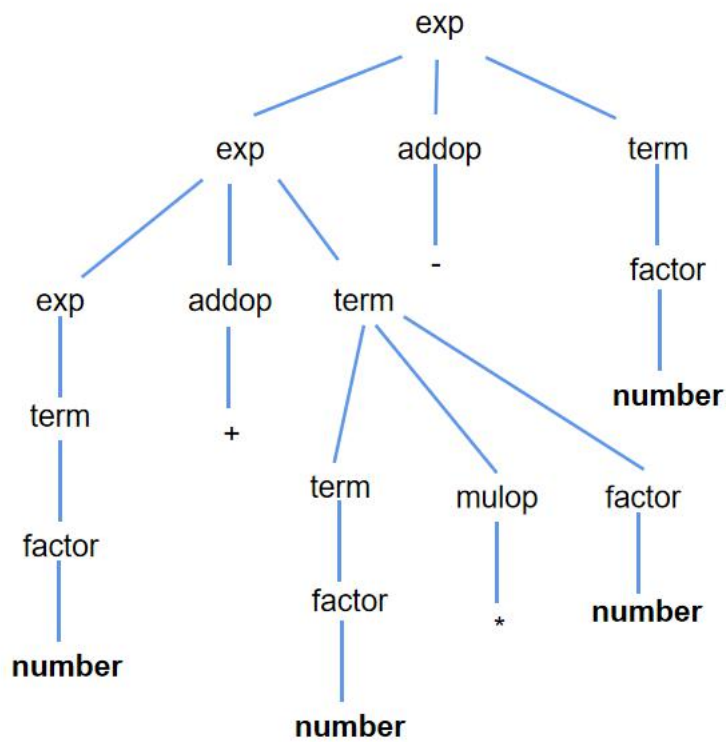 exp
exp addop term
-
factor
exp addop term
number
term
+
term mulop factor
factor
factor
number
*
number
number